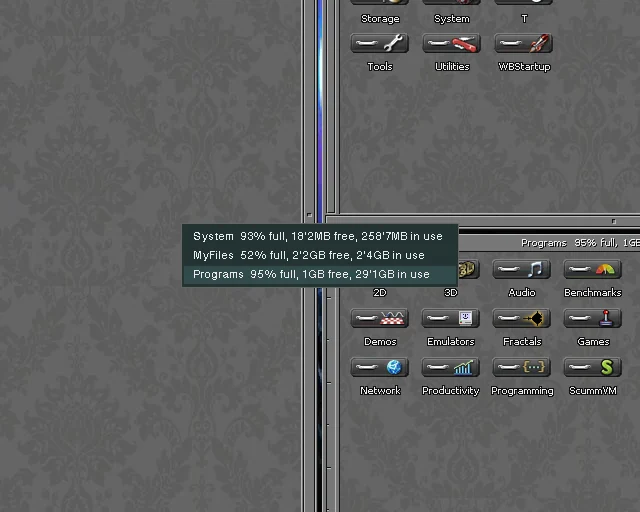 Storage System T
Tools Utilities WBStartup
System 93% full, 18'2MB free, 258'7MB in use
MyFiles 52% full, 2'2GB free, 2'4GB in use
Programs 95% full, 1GB free, 29'1GB in use
Programs 95% full, 1GB
2D 3D Audio Benchmarks
Demos Emulators Fractals Games
Network Productivity Programming ScummVM